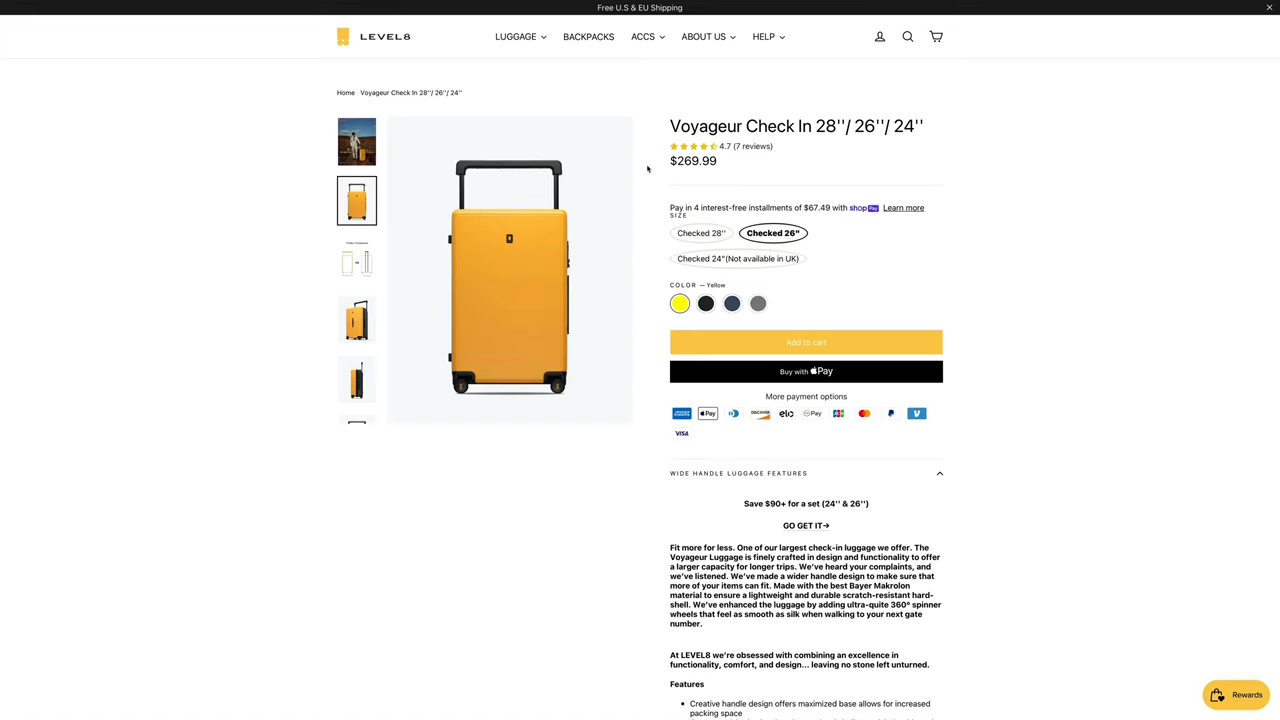 Free U.S & EU Shipping
LEVEL8
LUGGAGE
BACKPACKS
ACCS
ABOUT US
HELP
Home
Voyageur Check In 28''/ 26''/ 24''
Voyageur Check In 28''/ 26''/ 24''
4.7 (7 reviews)
$269.99
Pay in 4 interest-free installments of $67.49 with shop Pay Learn more
SIZE
Checked 28''
Checked 26"
Checked 24"(Not available in UK)
COLOR — Yellow
Add to cart
Buy with Pay
More payment options
Pay
DISCOVER
elo
Pay
JCB
VISA
WIDE HANDLE LUGGAGE FEATURES
Save $90+ for a set (24'' & 26'')
GO GET IT→
Fit more for less. One of our largest check-in luggage we offer. The
Voyageur Luggage is finely crafted in design and functionality to offer
a larger capacity for longer trips. We've heard your complaints, and
we've listened. We've made a wider handle design to make sure that
more of your items can fit. Made with the best Bayer Makrolon
material to ensure a lightweight and durable scratch-resistant hard-
shell. We've enhanced the luggage by adding ultra-quite 360º spinner
wheels that feel as smooth as silk when walking to your next gate
number.
At LEVEL8 we're obsessed with combining an excellence in
functionality, comfort, and design... leaving no stone left unturned.
Features
Creative handle design offers maximized base allows for increased
packing space
Rewards